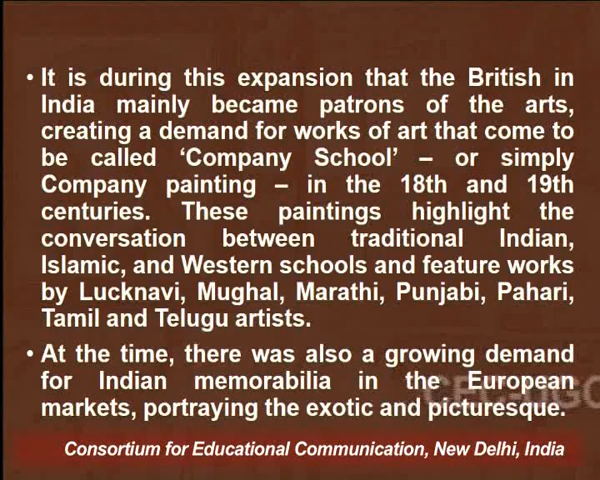 • It is during this expansion that the British in
India mainly became patrons of the arts,
creating a demand for works of art that come to
be called ‘Company School’ – or simply
Company painting – in the 18th and 19th
centuries. These paintings highlight the
conversation between traditional Indian,
Islamic, and Western schools and feature works
by Lucknavi, Mughal, Marathi, Punjabi, Pahari,
Tamil and Telugu artists.
• At the time, there was also a growing demand
for Indian memorabilia in the European
markets, portraying the exotic and picturesque.
CEC-UGC
Consortium for Educational Communication, New Delhi, India